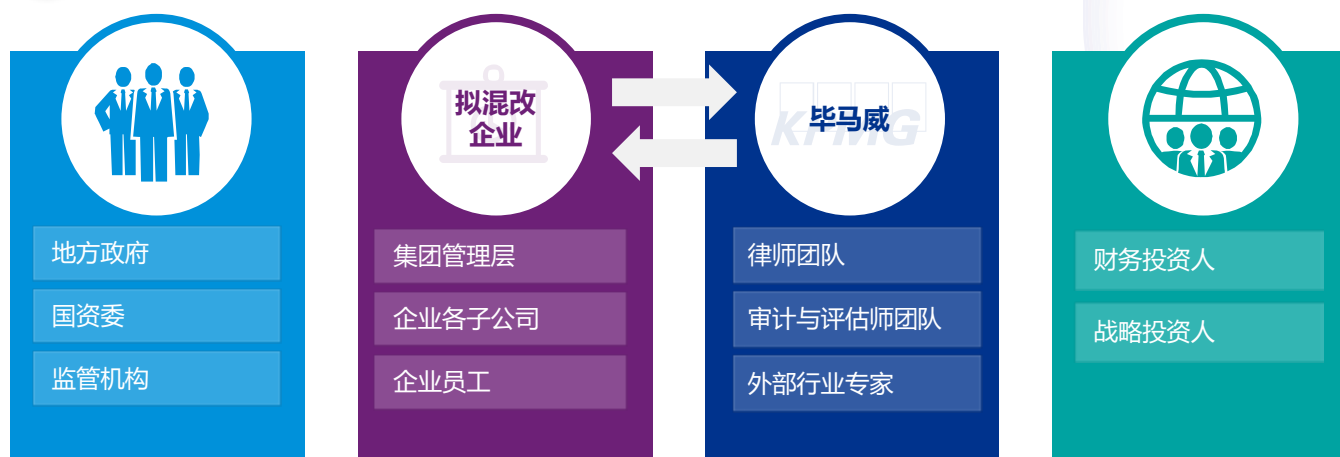 地方政府
国资委
监管机构
拟混改
企业
集团管理层
企业各子公司
企业员工
KPMG
毕马威
律师团队
审计与评估师团队
外部行业专家
财务投资人
战略投资人